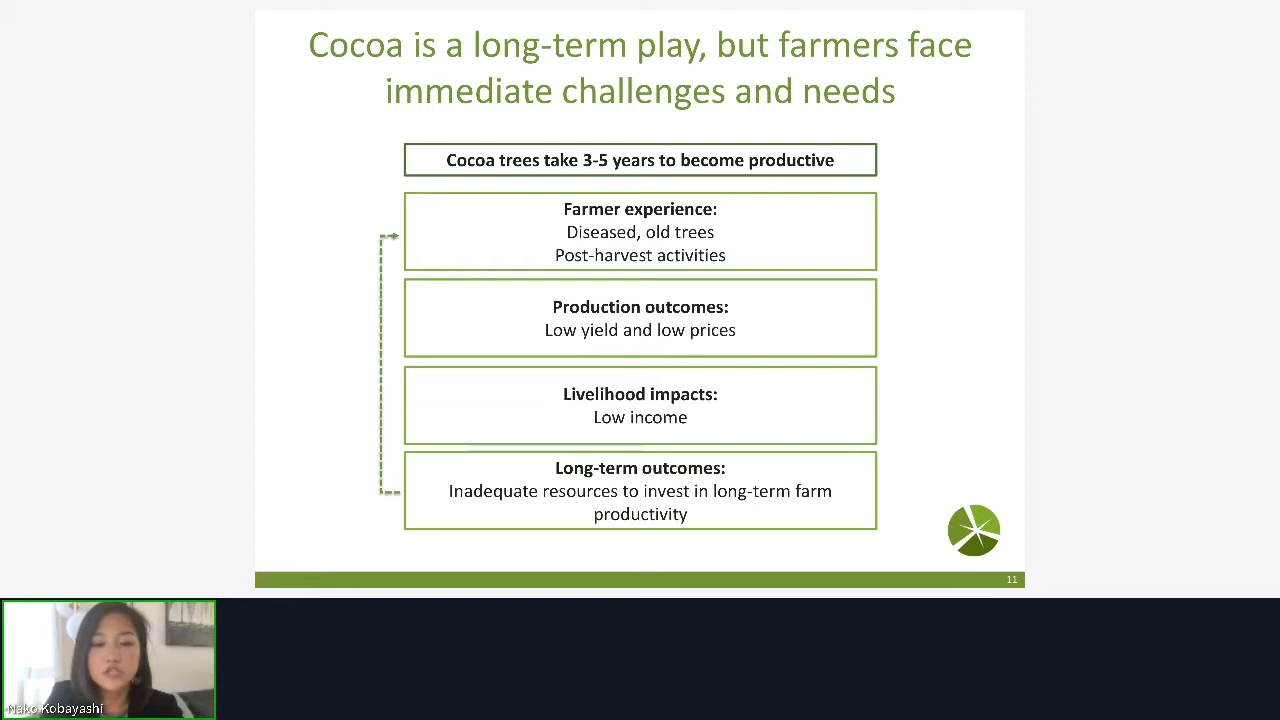 Cocoa is a long-term play, but farmers face
immediate challenges and needs
Cocoa trees take 3-5 years to become productive
Farmer experience:
Diseased, old trees
Post-harvest activities
Production outcomes:
Low yield and low prices
Livelihood impacts:
Low income
Long-term outcomes:
Inadequate resources to invest in long-term farm
productivity
11
Nako Kobayashi